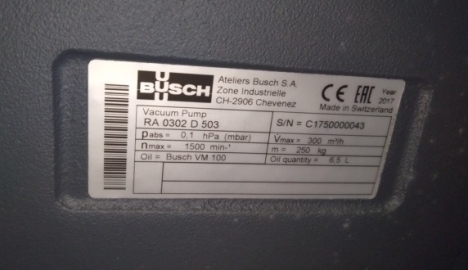 BUSCH
Ateliers Busch S.A.
Zone Industrielle
CH-2906 Chevenez
CE EAC Year
2017
Made in Switzerland
Vacuum Pump
RA 0302 D 503
S/N = C1750000043
pabs = 0,1 hPa (mbar)
Vmax = 300 m³/h
nmax = 1500 min-¹
m = 250 kg
Oil = Busch VM 100
Oil quantity = 6,5 L